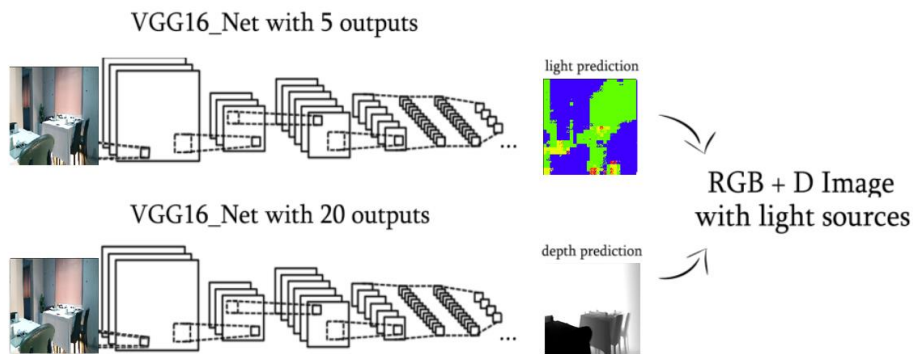 VGG16_Net with 5 outputs
light prediction
...
RGB + D Image
with light sources
VGG16_Net with 20 outputs
depth prediction
...